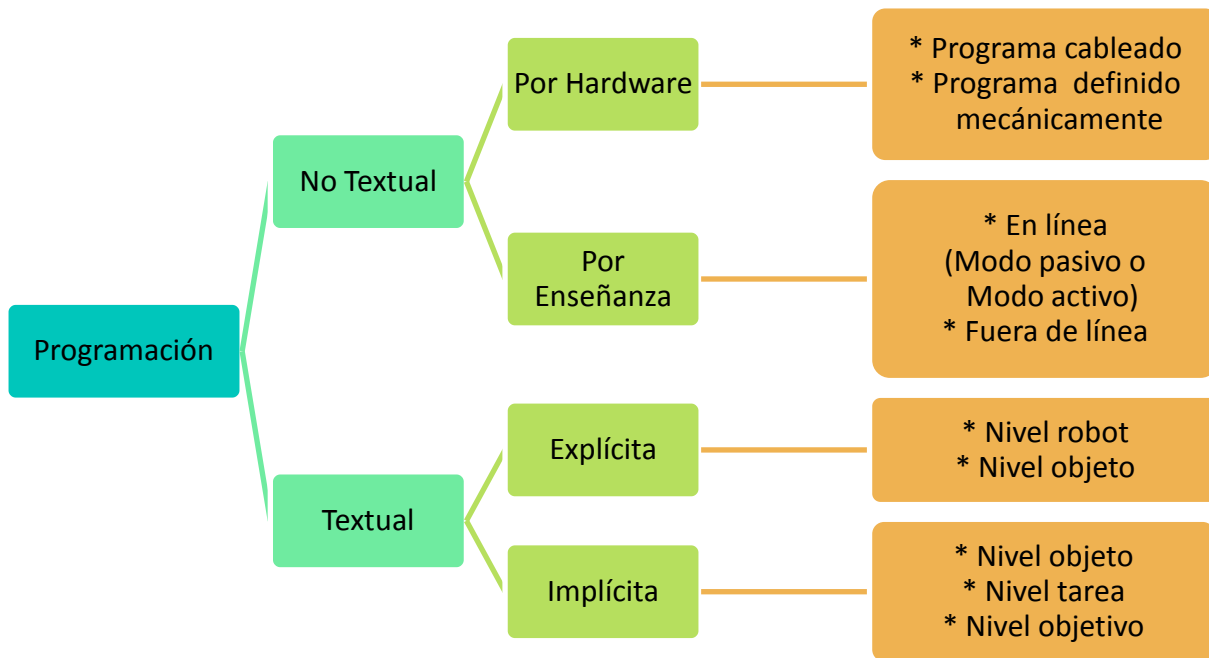 Programación
No Textual
Por Hardware
* Programa cableado
* Programa definido
mecánicamente
Por
Enseñanza
* En línea
(Modo pasivo o
Modo activo)
* Fuera de línea
Textual
Explícita
* Nivel robot
* Nivel objeto
Implícita
* Nivel objeto
* Nivel tarea
* Nivel objetivo